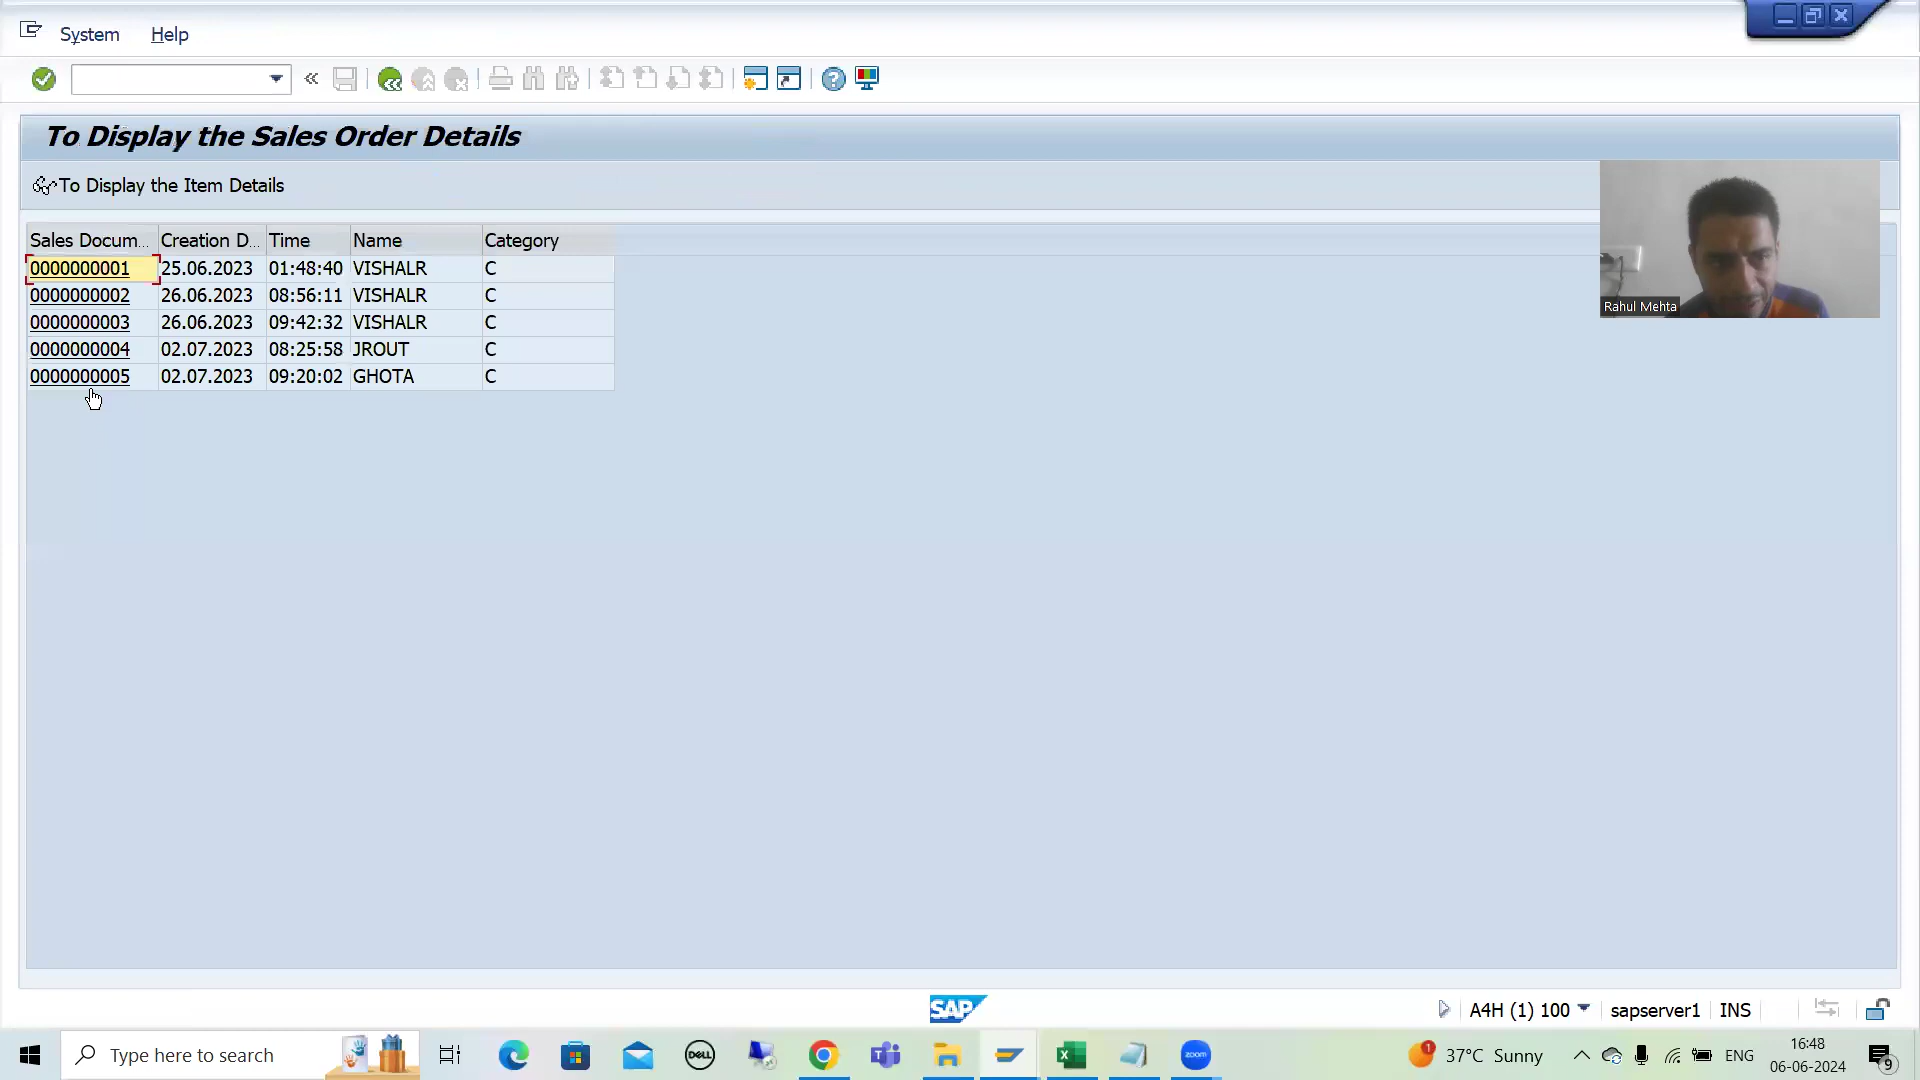 System Help
To Display the Sales Order Details
To Display the Item Details
Sales Docum... Creation D... Time Name Category
0000000001 25.06.2023 01:48:40 VISHALR C
0000000002 26.06.2023 08:56:11 VISHALR C
0000000003 26.06.2023 09:42:32 VISHALR C
0000000004 02.07.2023 08:25:58 JROUT C
0000000005 02.07.2023 09:20:02 GHOTA C
Rahul Mehta
SAP
A4H (1) 100 sapserver1 INS
Type here to search
DELL
zoom
1
37°C Sunny
ENG
16:48
06-06-2024
9